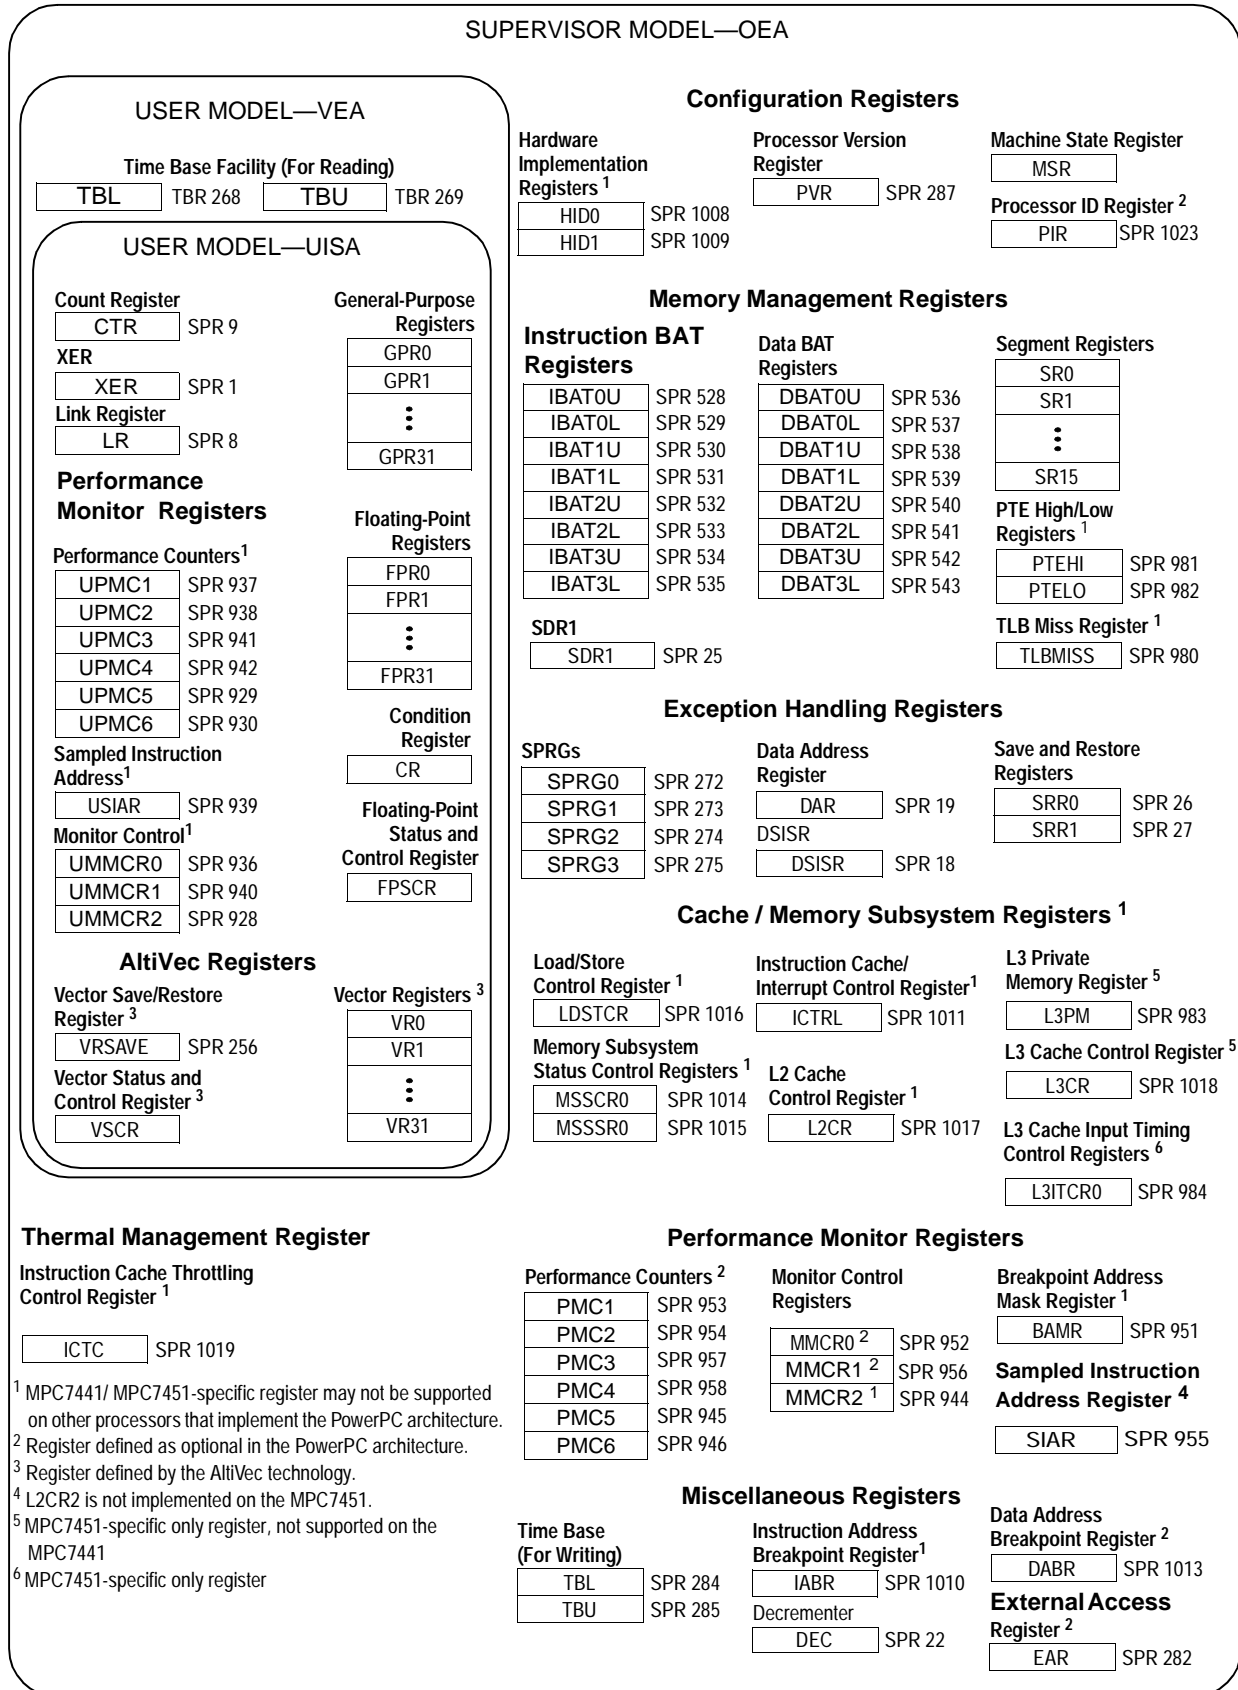 SUPERVISOR MODEL—OEA
USER MODEL—VEA
Time Base Facility (For Reading)
TBL TBR 268 TBU TBR 269
USER MODEL—UISA
Count Register
CTR SPR 9
XER
XER SPR 1
Link Register
LR SPR 8
General-Purpose
Registers
GPR0
GPR1
GPR31
Performance
Monitor Registers
Performance Counters1
UPMC1 SPR 937
UPMC2 SPR 938
UPMC3 SPR 941
UPMC4 SPR 942
UPMC5 SPR 929
UPMC6 SPR 930
Sampled Instruction
Address1
USIAR SPR 939
Monitor Control1
UMMCR0 SPR 936
UMMCR1 SPR 940
UMMCR2 SPR 928
Floating-Point
Registers
FPR0
FPR1
FPR31
Condition
Register
CR
Floating-Point
Status and
Control Register
FPSCR
AltiVec Registers
Vector Save/Restore
Register 3
VRSAVE SPR 256
Vector Status and
Control Register 3
VSCR
Vector Registers 3
VR0
VR1
VR31
Configuration Registers
Hardware
Implementation
Registers 1
HID0 SPR 1008
HID1 SPR 1009
Processor Version
Register
PVR SPR 287
Machine State Register
MSR
Processor ID Register 2
PIR SPR 1023
Memory Management Registers
Instruction BAT
Registers
IBAT0U SPR 528
IBAT0L SPR 529
IBAT1U SPR 530
IBAT1L SPR 531
IBAT2U SPR 532
IBAT2L SPR 533
IBAT3U SPR 534
IBAT3L SPR 535
Data BAT
Registers
DBAT0U SPR 536
DBAT0L SPR 537
DBAT1U SPR 538
DBAT1L SPR 539
DBAT2U SPR 540
DBAT2L SPR 541
DBAT3U SPR 542
DBAT3L SPR 543
Segment Registers
SR0
SR1
SR15
PTE High/Low
Registers 1
PTEHI SPR 981
PTELO SPR 982
TLB Miss Register 1
TLBMISS SPR 980
SDR1
SDR1 SPR 25
Exception Handling Registers
SPRGs
SPRG0 SPR 272
SPRG1 SPR 273
SPRG2 SPR 274
SPRG3 SPR 275
Data Address
Register
DAR SPR 19
DSISR
DSISR SPR 18
Save and Restore
Registers
SRR0 SPR 26
SRR1 SPR 27
Cache / Memory Subsystem Registers 1
Load/Store
Control Register 1
LDSTCR SPR 1016
Memory Subsystem
Status Control Registers 1
MSSCR0 SPR 1014
MSSSR0 SPR 1015
Instruction Cache/
Interrupt Control Register1
ICTRL SPR 1011
L2 Cache
Control Register 1
L2CR SPR 1017
L3 Private
Memory Register 5
L3PM SPR 983
L3 Cache Control Register 5
L3CR SPR 1018
L3 Cache Input Timing
Control Registers 6
L3ITCR0 SPR 984
Thermal Management Register
Instruction Cache Throttling
Control Register 1
ICTC SPR 1019
Performance Monitor Registers
Performance Counters 2
PMC1 SPR 953
PMC2 SPR 954
PMC3 SPR 957
PMC4 SPR 958
PMC5 SPR 945
PMC6 SPR 946
Monitor Control
Registers
MMCR0 2 SPR 952
MMCR1 2 SPR 956
MMCR2 1 SPR 944
Breakpoint Address
Mask Register 1
BAMR SPR 951
Sampled Instruction
Address Register 4
SIAR SPR 955
Miscellaneous Registers
Time Base
(For Writing)
TBL SPR 284
TBU SPR 285
Instruction Address
Breakpoint Register1
IABR SPR 1010
Decrementer
DEC SPR 22
Data Address
Breakpoint Register 2
DABR SPR 1013
External Access
Register 2
EAR SPR 282
1 MPC7441/ MPC7451-specific register may not be supported
on other processors that implement the PowerPC architecture.
2 Register defined as optional in the PowerPC architecture.
3 Register defined by the AltiVec technology.
4 L2CR2 is not implemented on the MPC7451.
5 MPC7451-specific only register, not supported on the
MPC7441
6 MPC7451-specific only register